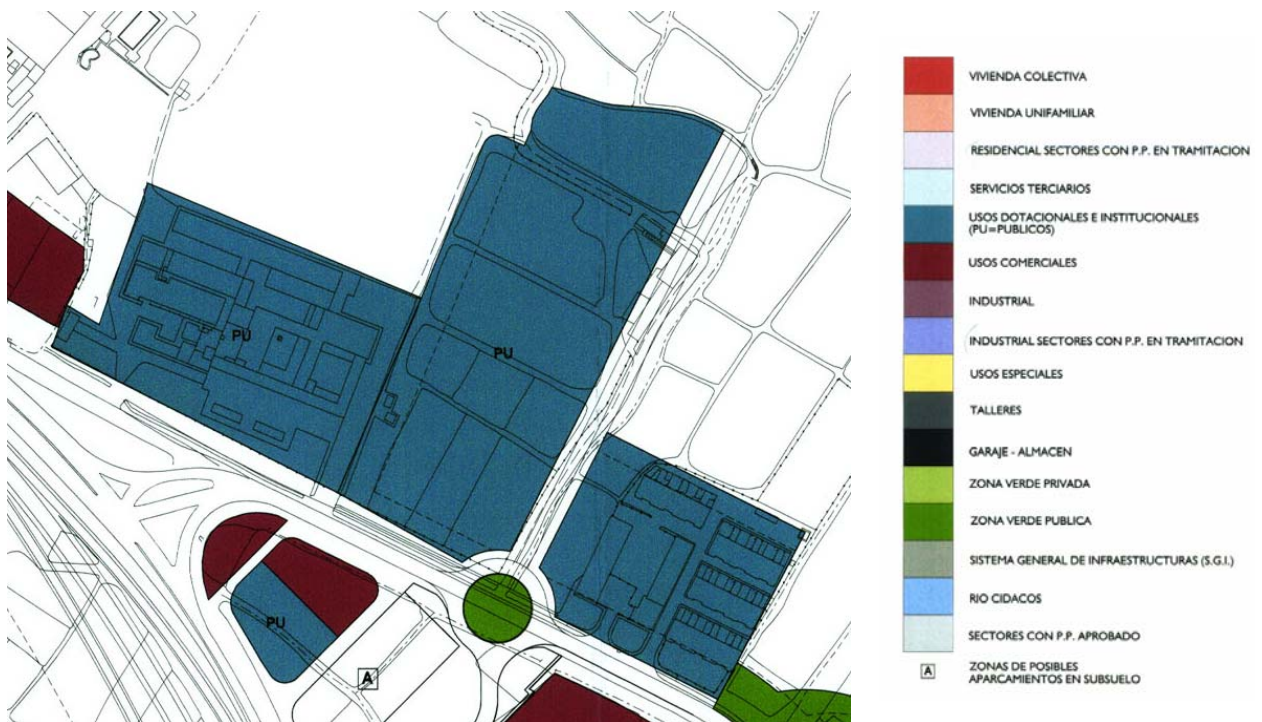 PU
PU
PU
A
VIVIENDA COLECTIVA
VIVIENDA UNIFAMILIAR
RESIDENCIAL SECTORES CON P.P. EN TRAMITACION
SERVICIOS TERCIARIOS
USOS DOTACIONALES E INSTITUCIONALES
(PU=PUBLICOS)
USOS COMERCIALES
INDUSTRIAL
INDUSTRIAL SECTORES CON P.P. EN TRAMITACION
USOS ESPECIALES
TALLERES
GARAJE - ALMACEN
ZONA VERDE PRIVADA
ZONA VERDE PUBLICA
SISTEMA GENERAL DE INFRAESTRUCTURAS (S.G.I.)
RIO CIDACOS
SECTORES CON P.P. APROBADO
A
ZONAS DE POSIBLES
APARCAMIENTOS EN SUBSUELO